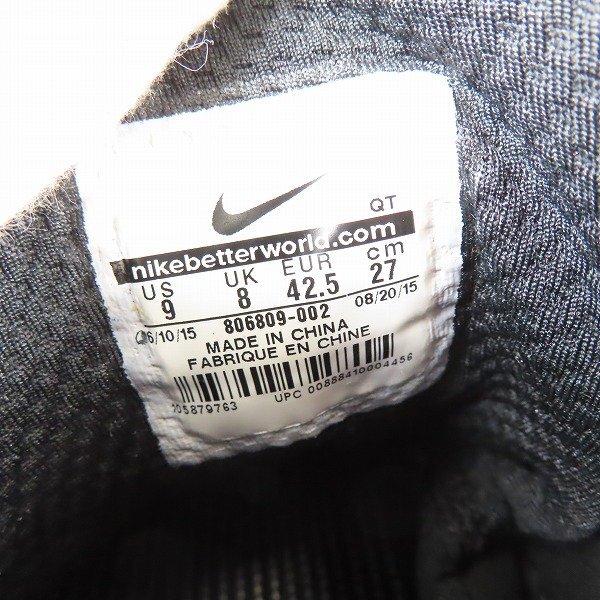 QT
nikebetterworld.com
US UK EUR cm
9 8 42.5 27
06/10/15 806809-002 08/20/15
MADE IN CHINA
FABRIQUE EN CHINE
UPC 00888410004456